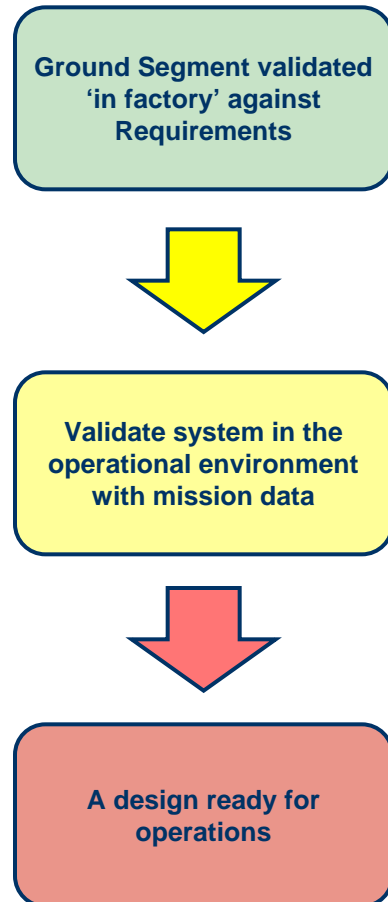 Ground Segment validated
‘in factory’ against
Requirements
Validate system in the
operational environment
with mission data
A design ready for
operations